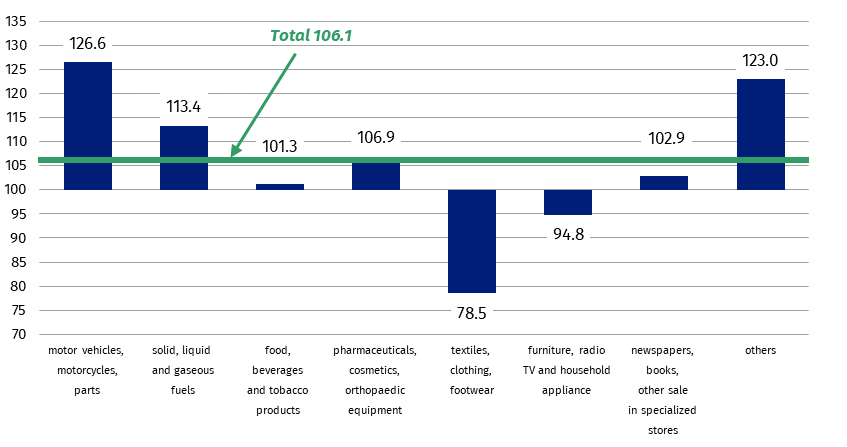 135
130
125
120
115
110
105
100
95
90
85
80
75
70
Total 106.1
126.6
113.4
101.3
106.9
78.5
94.8
102.9
123.0
motor vehicles,
motorcycles,
parts
solid, liquid
and gaseous
fuels
food,
beverages
and tobacco
products
pharmaceuticals,
cosmetics,
orthopaedic
equipment
textiles,
clothing,
footwear
furniture, radio
TV and household
appliance
newspapers,
books,
other sale
in specialized
stores
others